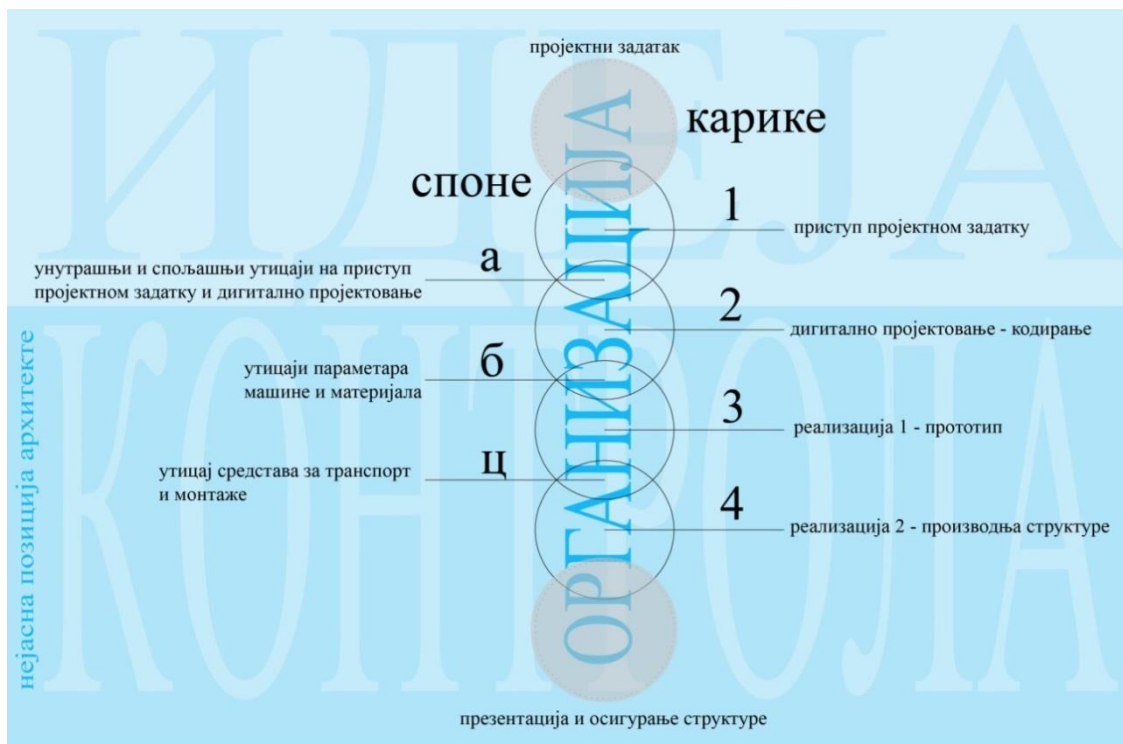 ИДЕЈА
КОНТРОЛА
ОРГАНИЗАЦИЈА
нејасна позиција архитекте
пројектни задатак
карике
споне
1
приступ пројектном задатку
а
унутрашњи и спољашњи утицаји на приступ
пројектном задатку и дигитално пројектовање
2
дигитално пројектовање - кодирање
б
утицаји параметара
машине и материјала
3
реализација 1 - прототип
ц
утицај средстава за транспорт
и монтаже
4
реализација 2 - производња структуре
презентација и осигурање структуре